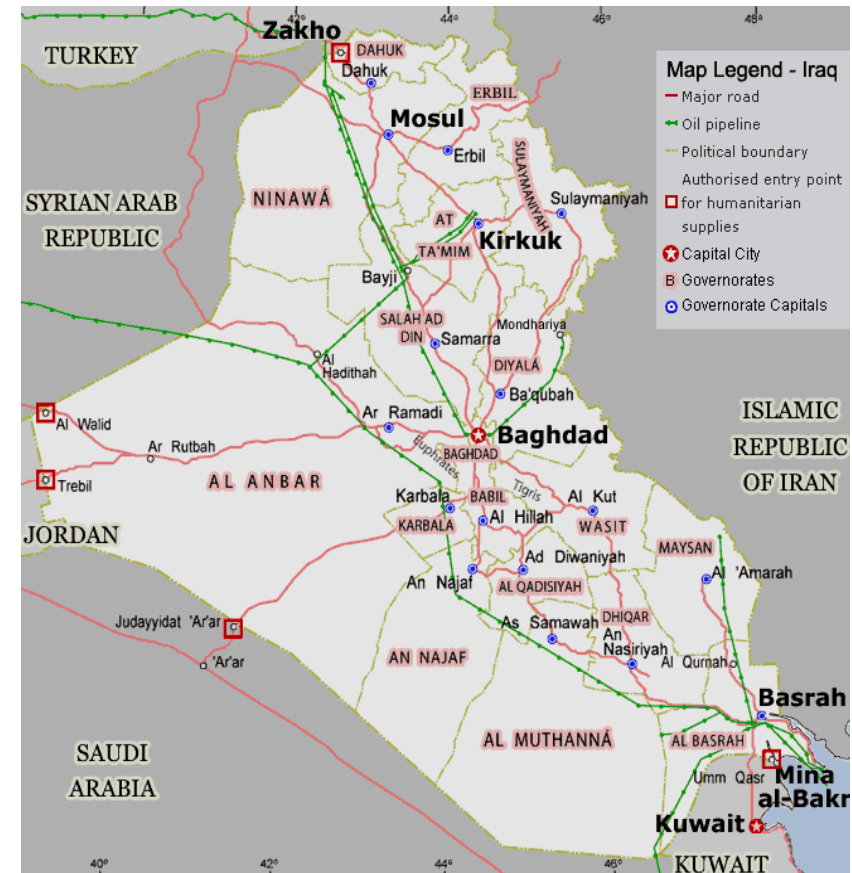 42°
44°
46°
48°
Zakho
TURKEY
DAHUK
Dahuk
Map Legend - Iraq
Major road
Oil pipeline
Political boundary
Authorised entry point
for humanitarian
supplies
Capital City
B Governorates
Governorate Capitals
ERBIL
Mosul
Erbil
SULAYMANIYAH
NINAWÁ
Sulaymaniyah
SYRIAN ARAB
REPUBLIC
AT
TA'MIM
Kirkuk
Bayji
SALAH AD
DIN
Mondhariya
Samarra
Al
Hadithah
DIYALÁ
Ba'qubah
Al Walid
Ar Ramadi
ISLAMIC
REPUBLIC
OF IRAN
Baghdad
Ar Rutbah
BAGHDAD
Euphrates
Trebil
AL ANBAR
Tigris
Karbala
BABIL
Al Kut
JORDAN
KARBALA
Al Hillah
WASIT
MAYSAN
Ad Diwaniyah
An Najaf
AL QADISIYAH
Al 'Amarah
Judayyidat 'Ar'ar
As Samawah
DHIQAR
An
Nasiriyah
'Ar'ar
AN NAJAF
Al Qurnah
Basrah
SAUDI
ARABIA
AL MUTHANNÁ
AL BASRAH
Umm Qasr
Mina
al-Bakr
Kuwait
KUWAIT
40°
42°
44°
46°